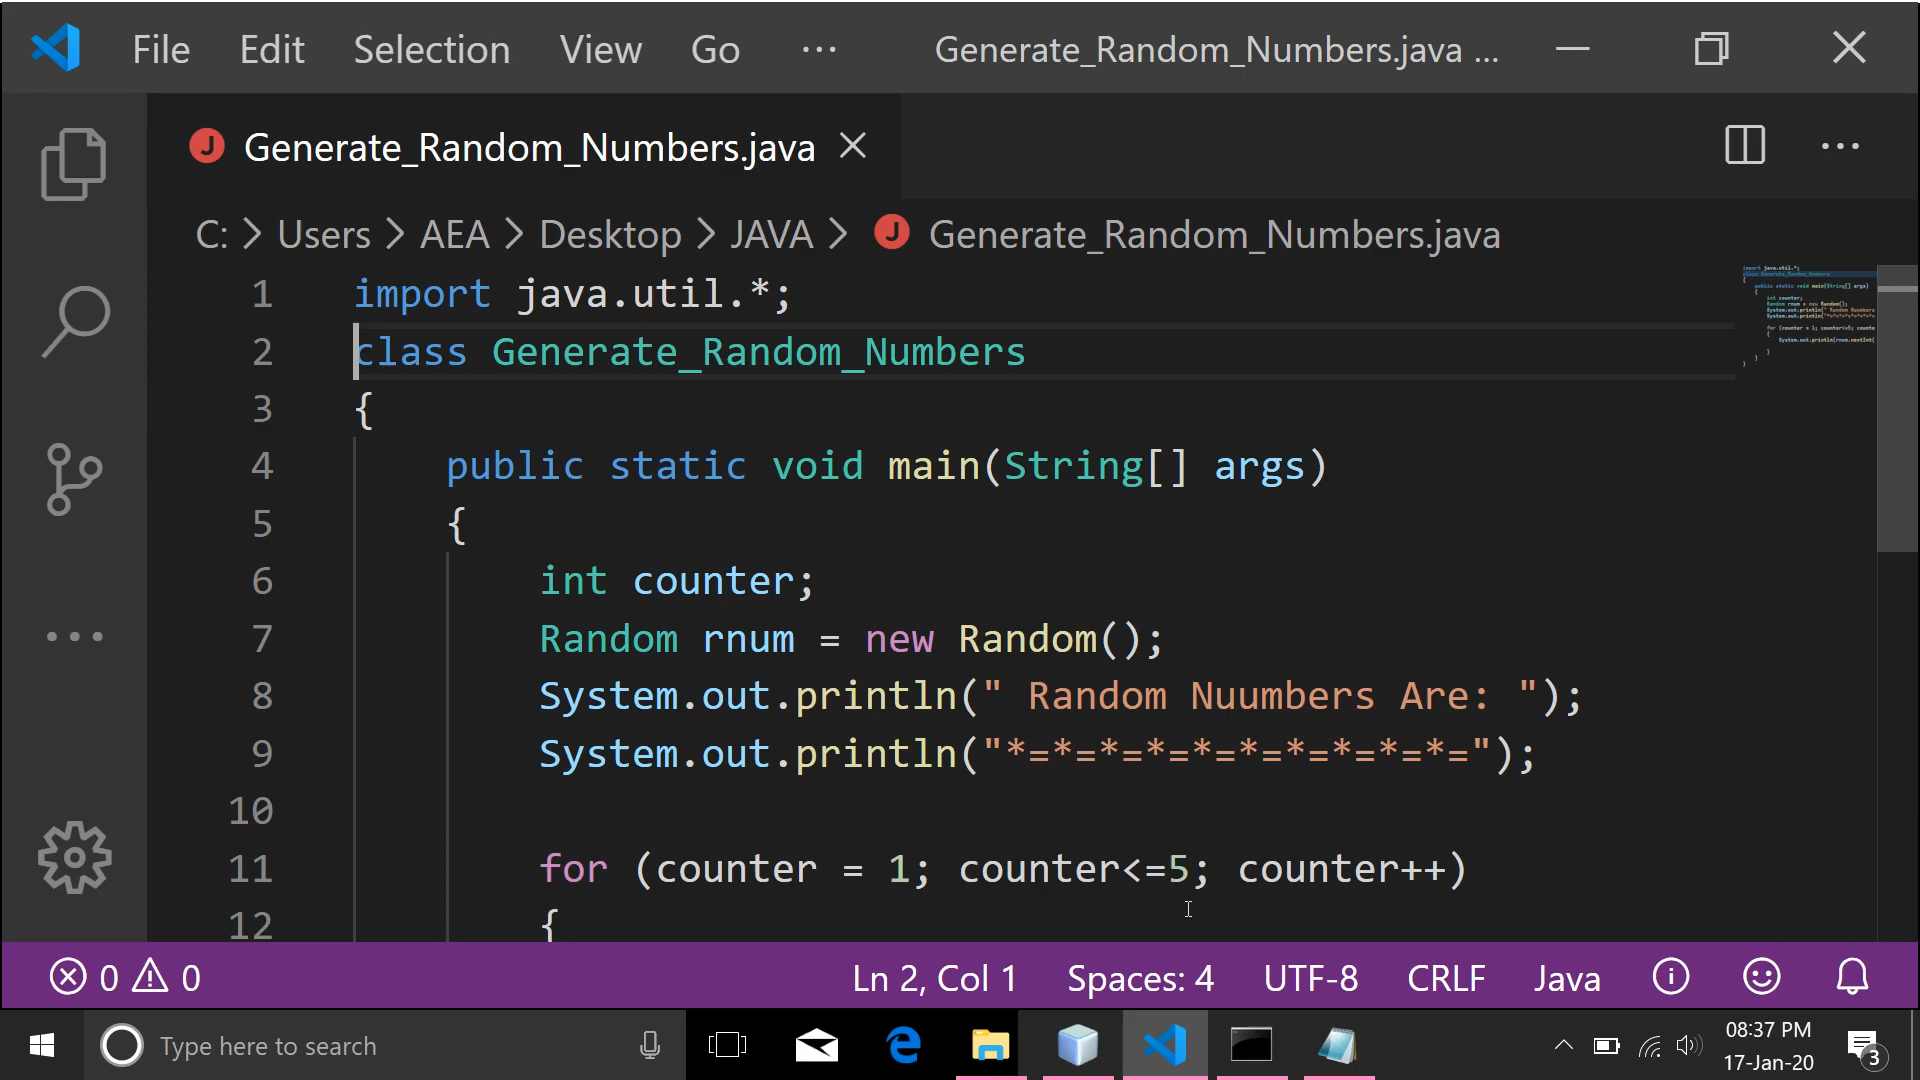 File Edit Selection View Go ··· Generate_Random_Numbers.java ...
J Generate_Random_Numbers.java
C: > Users > AEA > Desktop > JAVA > J Generate_Random_Numbers.java
1 import java.util.*;
2 class Generate_Random_Numbers
3 {
4 public static void main(String[] args)
5 {
6 int counter;
7 Random rnum = new Random();
8 System.out.println(" Random Nuumbers Are: ");
9 System.out.println("*=*=*=*=*=*=*=*=*=*=");
10
11 for (counter = 1; counter<=5; counter++)
12 {
0 0 Ln 2, Col 1 Spaces: 4 UTF-8 CRLF Java
Type here to search
08:37 PM
17-Jan-20
3